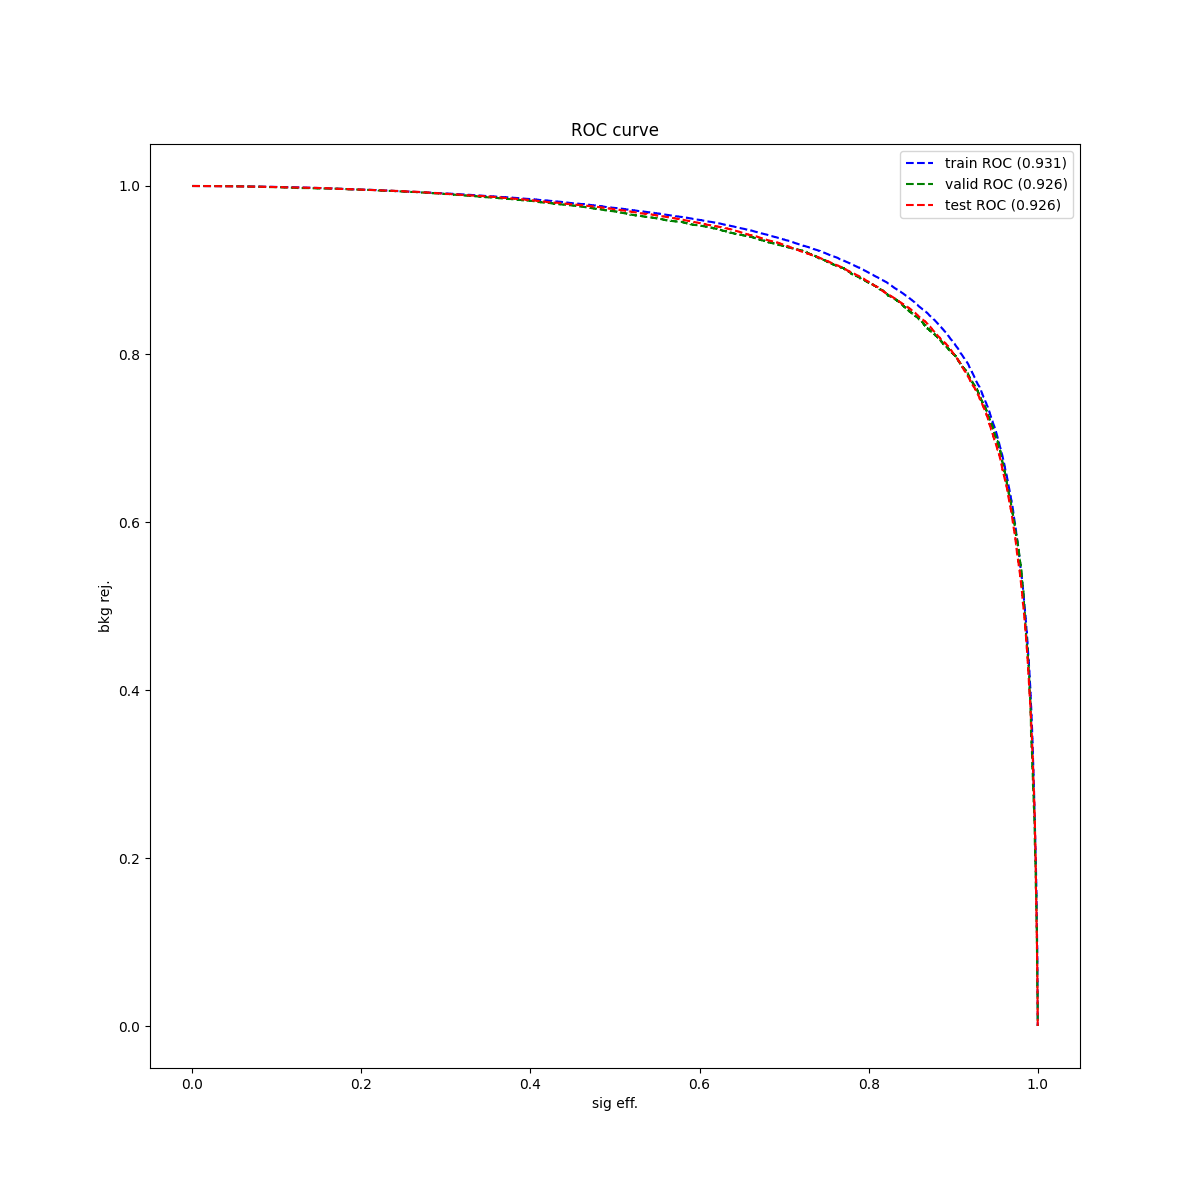 ROC curve
train ROC (0.931)
valid ROC (0.926)
test ROC (0.926)
1.0
0.8
0.6
0.4
0.2
0.0
bkg rej.
0.0 0.2 0.4 0.6 0.8 1.0
sig eff.